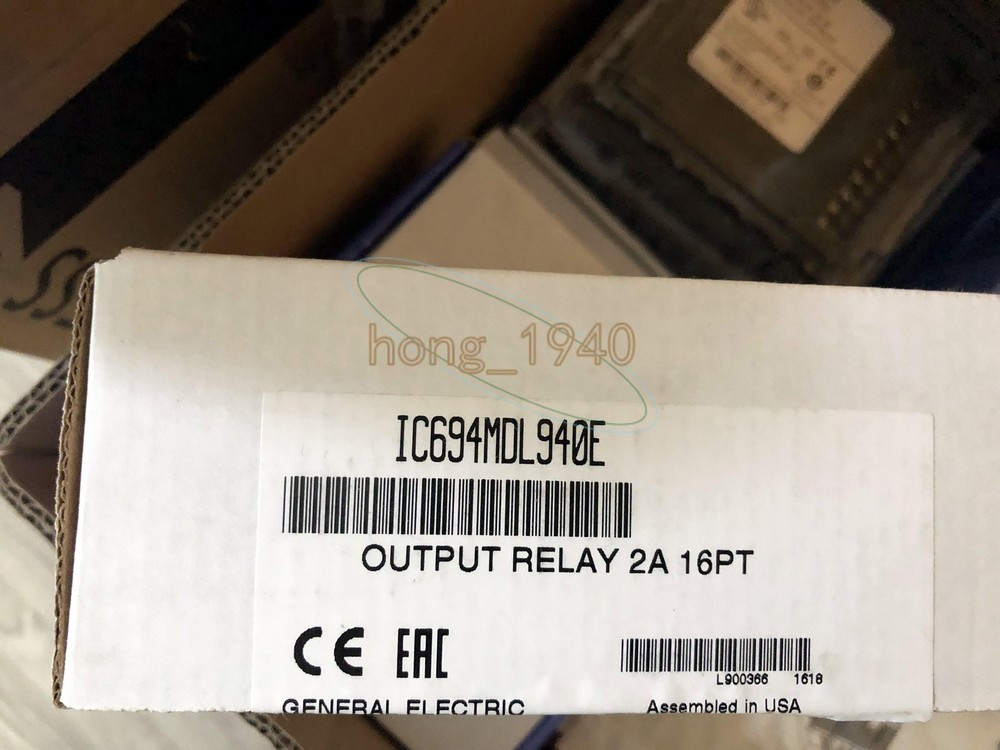 hong_1940
IC694MDL940E
OUTPUT RELAY 2A 16PT
CE EAC
L900366 1618
GENERAL ELECTRIC
Assembled in USA